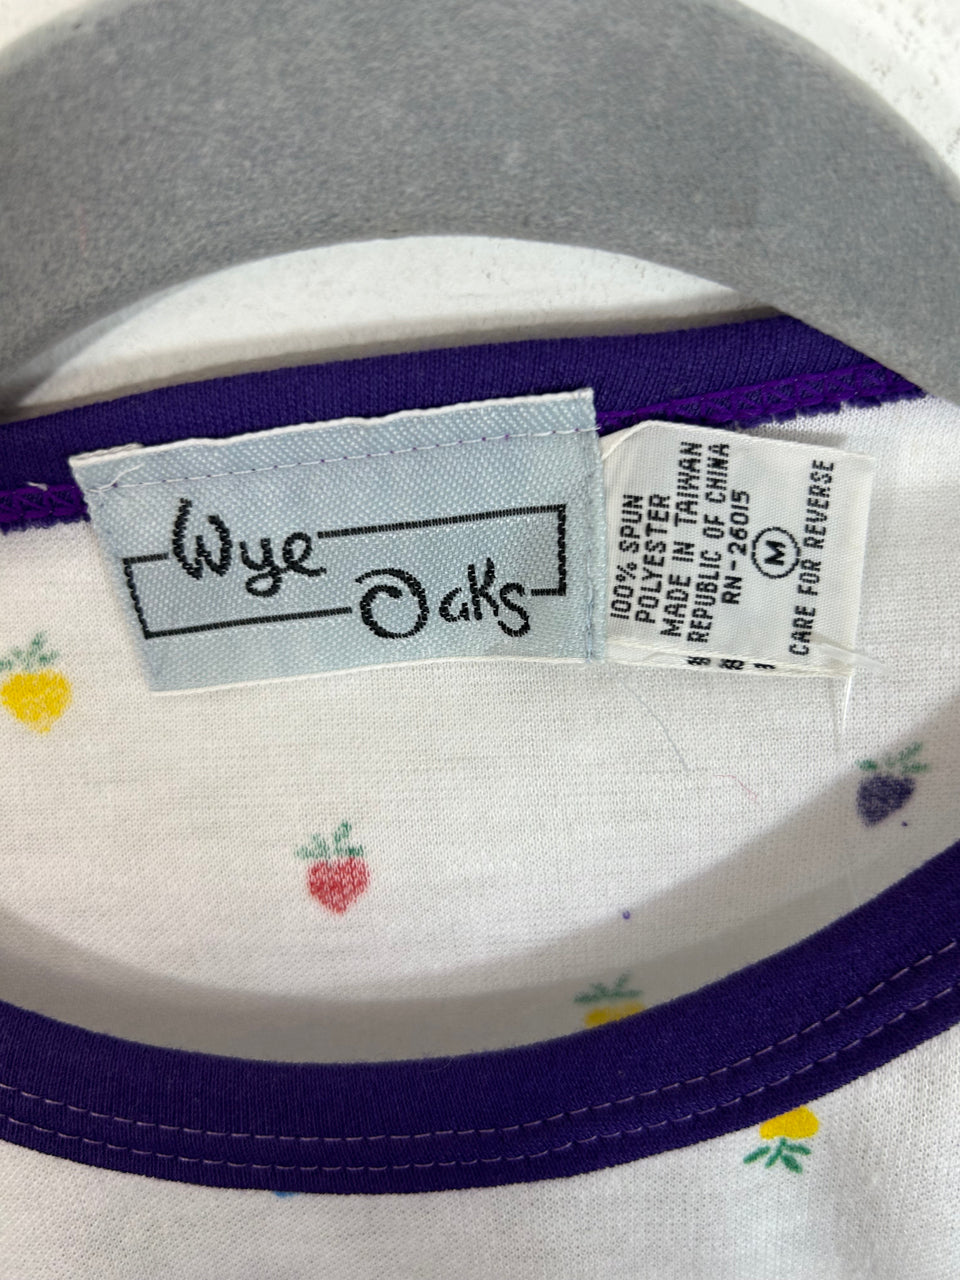 Wye
Oaks
100% SPUN
POLYESTER
MADE IN TAIWAN
REPUBLIC OF CHINA
RN-26015
M
CARE FOR REVERSE